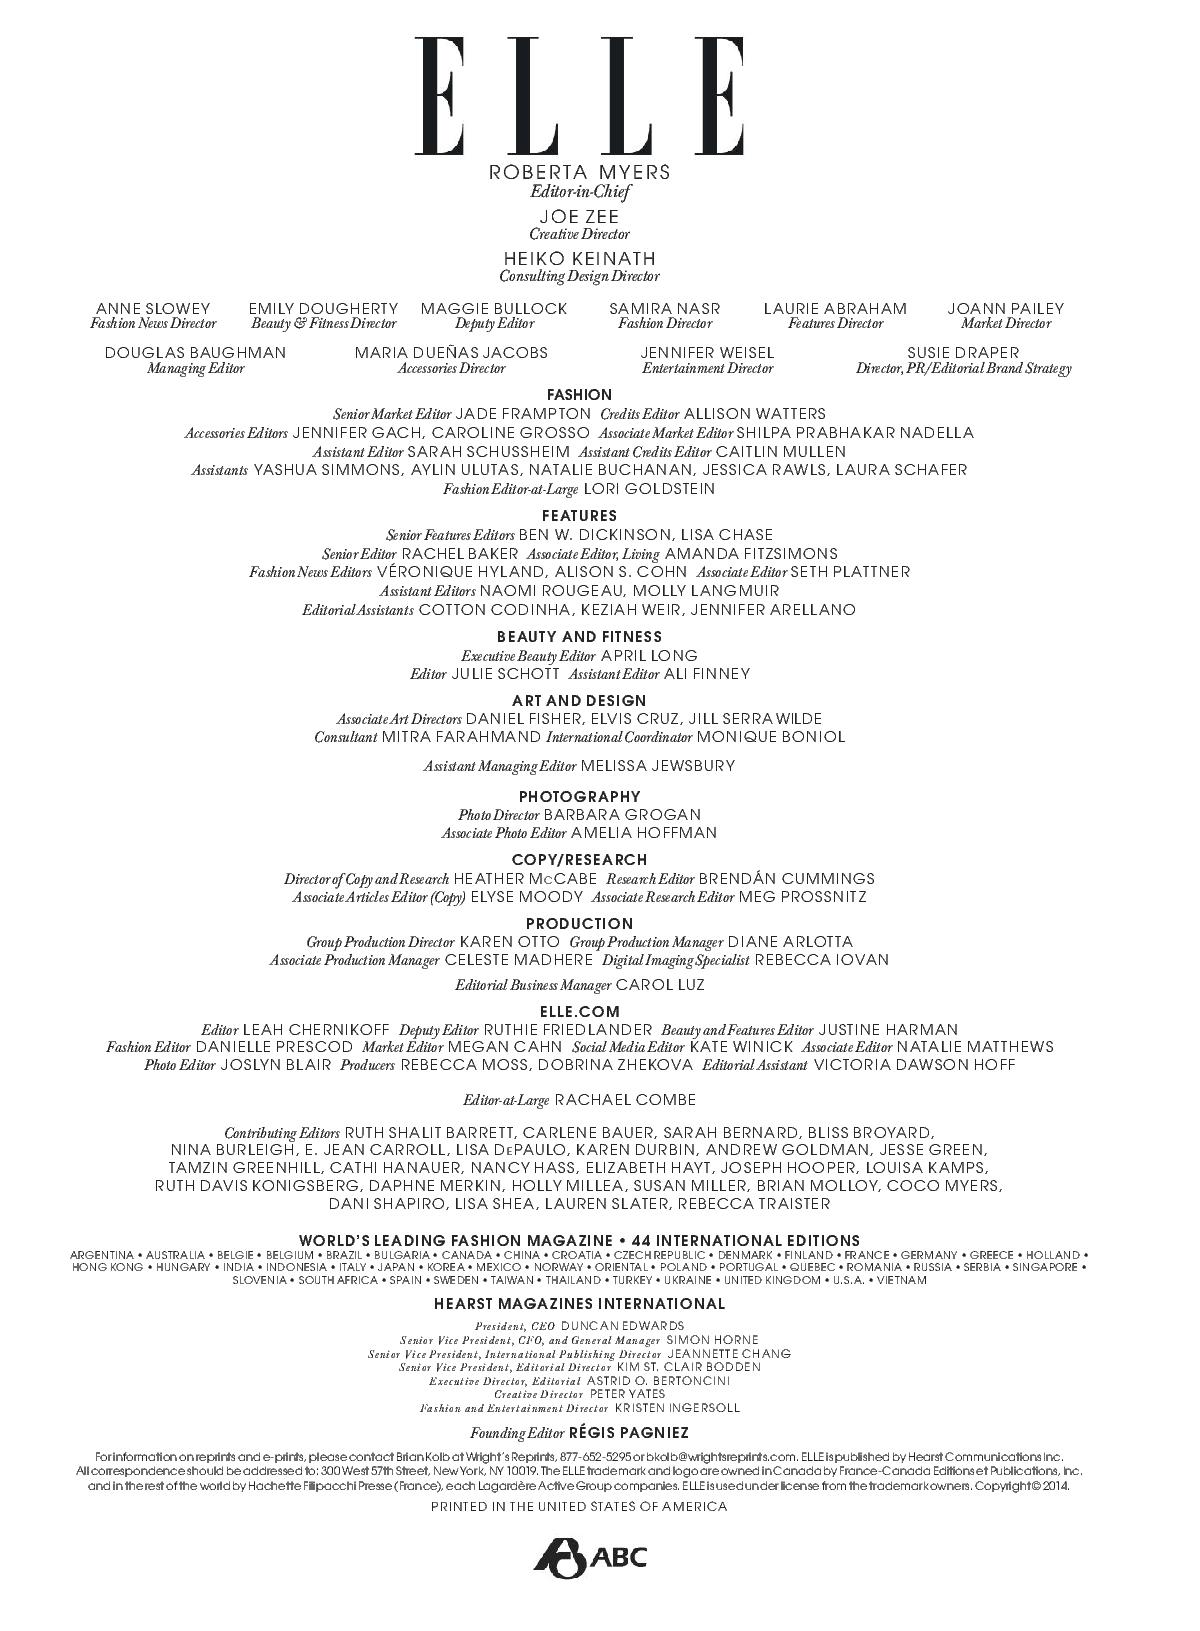 ELLE
ROBERTA MYERS
Editor-in-Chief
JOE ZEE
Creative Director
HEIKO KEINATH
Consulting Design Director
ANNE SLOWEY EMILY DOUGHERTY MAGGIE BULLOCK SAMIRA NASR LAURIE ABRAHAM JOANN PAILEY
Fashion News Director Beauty & Fitness Director Deputy Editor Fashion Director Features Director Market Director
DOUGLAS BAUGHMAN MARIA DUEÑAS JACOBS JENNIFER WEISEL SUSIE DRAPER
Managing Editor Accessories Director Entertainment Director Director, PR/Editorial Brand Strategy
FASHION
Senior Market Editor JADE FRAMPTON Credits Editor ALLISON WATTERS
Accessories Editors JENNIFER GACH, CAROLINE GROSSO Associate Market Editor SHILPA PRABHAKAR NADELLA
Assistant Editor SARAH SCHUSSHEIM Assistant Credits Editor CAITLIN MULLEN
Assistants YASHUA SIMMONS, AYLIN ULUTAS, NATALIE BUCHANAN, JESSICA RAWLS, LAURA SCHAFER
Fashion Editor-at-Large LORI GOLDSTEIN
FEATURES
Senior Features Editors BEN W. DICKINSON, LISA CHASE
Senior Editor RACHEL BAKER Associate Editor, Living AMANDA FITZSIMONS
Fashion News Editors VÉRONIQUE HYLAND, ALISON S. COHN Associate Editor SETH PLATTNER
Assistant Editors NAOMI ROUGEAU, MOLLY LANGMUIR
Editorial Assistants COTTON CODINHA, KEZIAH WEIR, JENNIFER ARELLANO
BEAUTY AND FITNESS
Executive Beauty Editor APRIL LONG
Editor JULIE SCHOTT Assistant Editor ALI FINNEY
ART AND DESIGN
Associate Art Directors DANIEL FISHER, ELVIS CRUZ, JILL SERRA WILDE
Consultant MITRA FARAHMAND International Coordinator MONIQUE BONIOL
Assistant Managing Editor MELISSA JEWSBURY
PHOTOGRAPHY
Photo Director BARBARA GROGAN
Associate Photo Editor AMELIA HOFFMAN
COPY/RESEARCH
Director of Copy and Research HEATHER McCABE Research Editor BRENDÁN CUMMINGS
Associate Articles Editor (Copy) ELYSE MOODY Associate Research Editor MEG PROSSNITZ
PRODUCTION
Group Production Director KAREN OTTO Group Production Manager DIANE ARLOTTA
Associate Production Manager CELESTE MADHERE Digital Imaging Specialist REBECCA IOVAN
Editorial Business Manager CAROL LUZ
ELLE.COM
Editor LEAH CHERNIKOFF Deputy Editor RUTHIE FRIEDLANDER Beauty and Features Editor JUSTINE HARMAN
Fashion Editor DANIELLE PRESCOD Market Editor MEGAN CAHN Social Media Editor KATE WINICK Associate Editor NATALIE MATTHEWS
Photo Editor JOSLYN BLAIR Producers REBECCA MOSS, DOBRINA ZHEKOVA Editorial Assistant VICTORIA DAWSON HOFF
Editor-at-Large RACHAEL COMBE
Contributing Editors RUTH SHALIT BARRETT, CARLENE BAUER, SARAH BERNARD, BLISS BROYARD,
NINA BURLEIGH, E. JEAN CARROLL, LISA DePAULO, KAREN DURBIN, ANDREW GOLDMAN, JESSE GREEN,
TAMZIN GREENHILL, CATHI HANAUER, NANCY HASS, ELIZABETH HAYT, JOSEPH HOOPER, LOUISA KAMPS,
RUTH DAVIS KONIGSBERG, DAPHNE MERKIN, HOLLY MILLEA, SUSAN MILLER, BRIAN MOLLOY, COCO MYERS,
DANI SHAPIRO, LISA SHEA, LAUREN SLATER, REBECCA TRAISTER
WORLD'S LEADING FASHION MAGAZINE • 44 INTERNATIONAL EDITIONS
ARGENTINA • AUSTRALIA • BELGIE • BELGIUM • BRAZIL • BULGARIA • CANADA • CHINA • CROATIA • CZECH REPUBLIC • DENMARK • FINLAND • FRANCE • GERMANY • GREECE • HOLLAND •
HONG KONG • HUNGARY • INDIA • INDONESIA • ITALY • JAPAN • KOREA • MEXICO • NORWAY • ORIENTAL • POLAND • PORTUGAL • QUEBEC • ROMANIA • RUSSIA • SERBIA • SINGAPORE •
SLOVENIA • SOUTH AFRICA • SPAIN • SWEDEN • TAIWAN • THAILAND • TURKEY • UKRAINE • UNITED KINGDOM • U.S.A. • VIETNAM
HEARST MAGAZINES INTERNATIONAL
President, CEO DUNCAN EDWARDS
Senior Vice President, CFO, and General Manager SIMON HORNE
Senior Vice President, International Publishing Director JEANNETTE CHANG
Senior Vice President, Editorial Director KIM ST. CLAIR BODDEN
Executive Director, Editorial ASTRID O. BERTONCINI
Creative Director PETER YATES
Fashion and Entertainment Director KRISTEN INGERSOLL
Founding Editor RÉGIS PAGNIEZ
For information on reprints and e-prints, please contact Brian Kolb at Wright's Reprints, 877-652-5295 or bkolb@wrightsreprints.com. ELLE is published by Hearst Communications Inc.
All correspondence should be addressed to: 300 West 57th Street, New York, NY 10019. The ELLE trademark and logo are owned in Canada by France-Canada Editions et Publications, Inc.
and in the rest of the world by Hachette Filipacchi Presse (France), each Lagardère Active Group companies. ELLE is used under license from the trademark owners. Copyright © 2014.
PRINTED IN THE UNITED STATES OF AMERICA
ABC